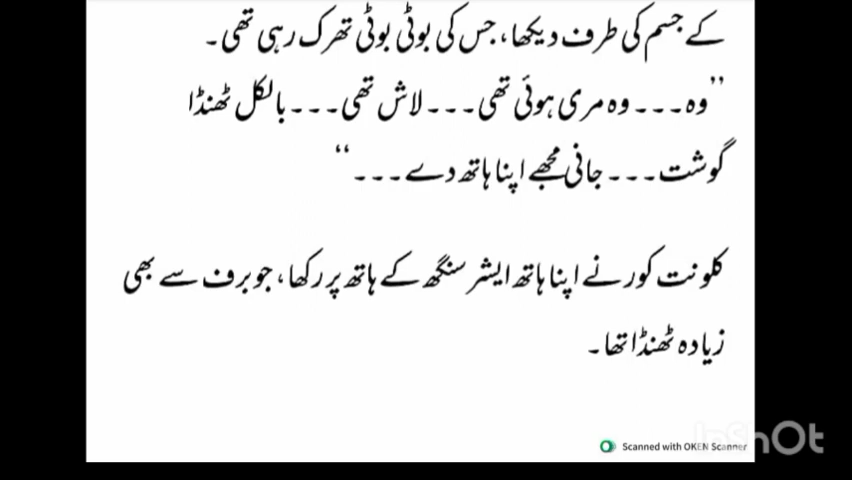 کے جسم کی طرف دیکھا، جس کی بوٹی بوٹی تھرک رہی تھی۔
”وہ۔۔۔ وہ مری ہوئی تھی۔۔۔ لاش تھی۔۔۔ بالکل ٹھنڈا
گوشت۔۔۔ جانی مجھے اپنا ہاتھ دے۔۔۔“
کلونت کور نے اپنا ہاتھ ایشر سنگھ کے ہاتھ پر رکھا، جو برف سے بھی
زیادہ ٹھنڈا تھا۔
Scanned with OKEN Scanner
InShOt